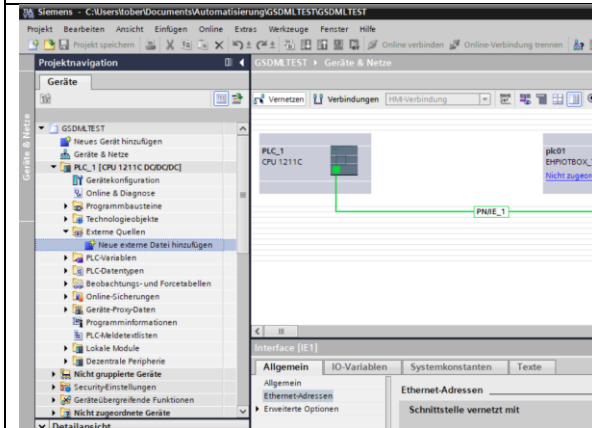 Siemens - C:\Users\tober\Documents\Automatisierung\GSDMLTEST\GSDMLTEST
Projekt Bearbeiten Ansicht Einfügen Online Extras Werkzeuge Fenster Hilfe
Projekt speichern Online verbinden Online-Verbindung trennen
Projektnavigation
GSDMLTEST Geräte & Netze
Geräte
Vernetzen Verbindungen HMI-Verbindung
Geräte & Netze
GSDMLTEST
Neues Gerät hinzufügen
Geräte & Netze
PLC_1 [CPU 1211C DC/DC/DC]
Gerätekonfiguration
Online & Diagnose
Programmbausteine
Technologieobjekte
Externe Quellen
Neue externe Datei hinzufügen
PLC-Variablen
PLC-Datentypen
Beobachtungs- und Forcetabellen
Online-Sicherungen
Geräte-Proxy-Daten
Programminformationen
PLC-Meldetextlisten
Lokale Module
Dezentrale Peripherie
Nicht gruppierte Geräte
Security-Einstellungen
Geräteübergreifende Funktionen
Nicht zugeordnete Geräte
Detailansicht
PLC_1
CPU 1211C
plc01
EHPIOTBOX_
Nicht zugeor
PN/IE_1
Interface [IE1]
Allgemein IO-Variablen Systemkonstanten Texte
Allgemein
Ethernet-Adressen
Erweiterte Optionen
Ethernet-Adressen
Schnittstelle vernetzt mit